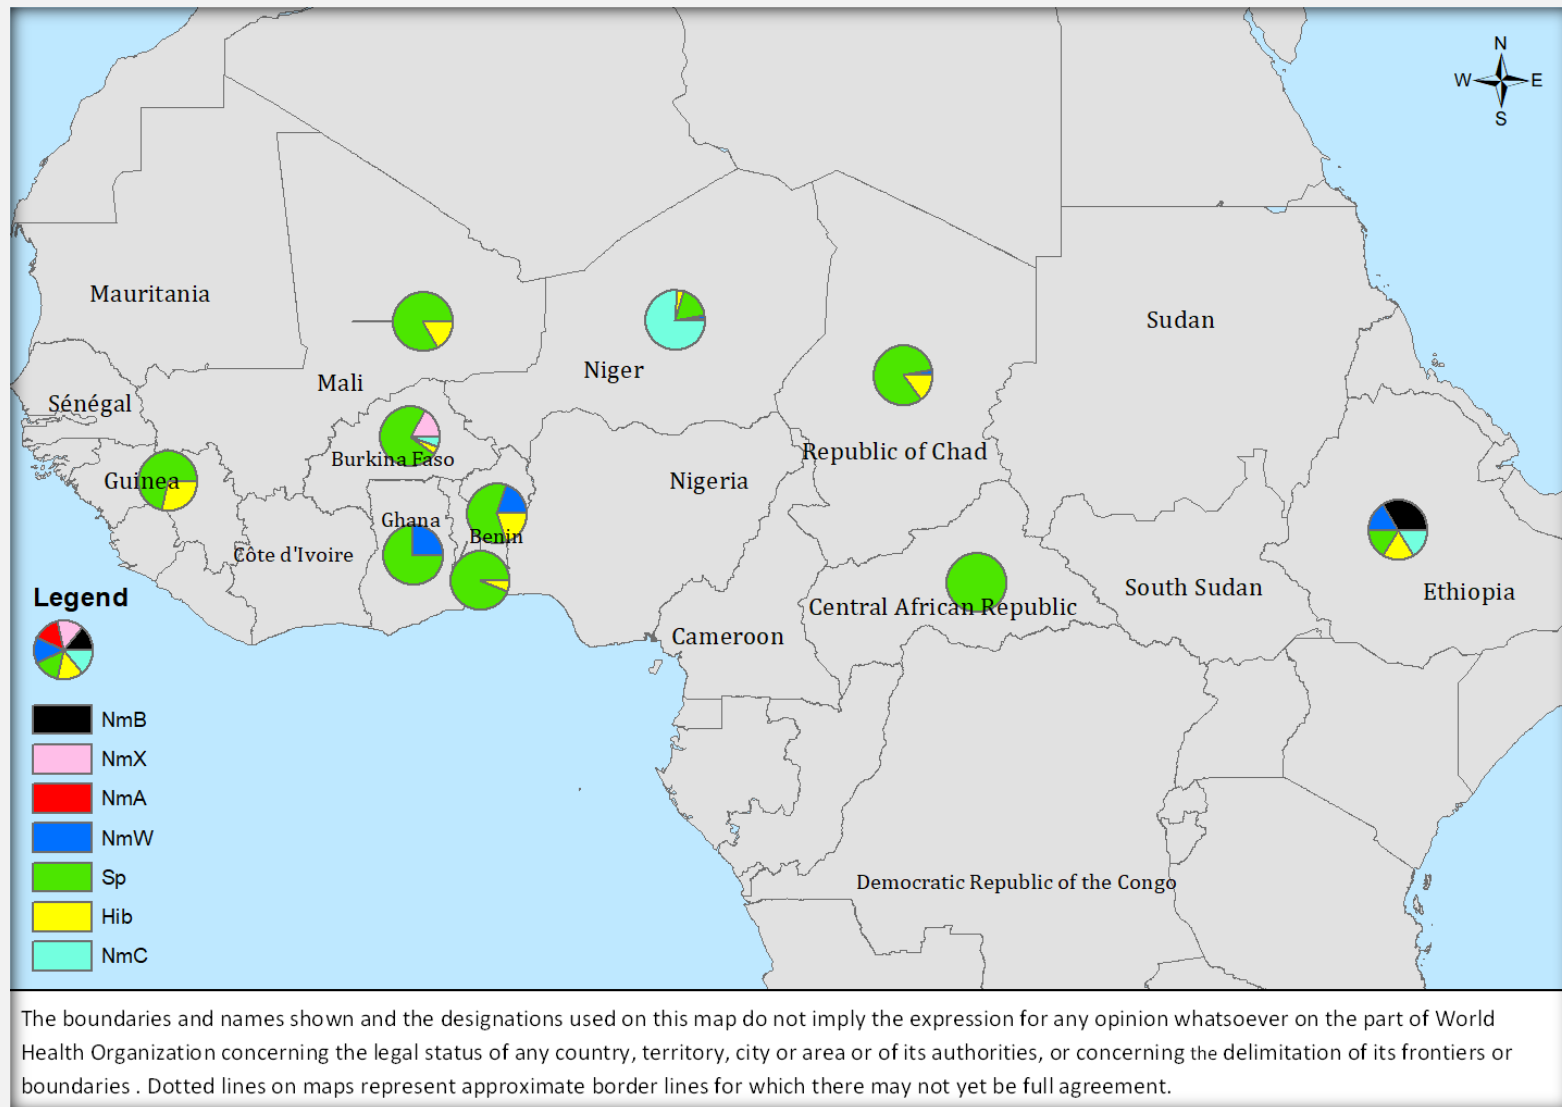 N
W E
S
Mauritania
Sudan
Niger
Mali
Sénégal
Republic of Chad
Burkina Faso
Guinea
Nigeria
Ghana
Benin
Côte d'Ivoire
South Sudan
Ethiopia
Central African Republic
Cameroon
Democratic Republic of the Congo
Legend
NmB
NmX
NmA
NmW
Sp
Hib
NmC
The boundaries and names shown and the designations used on this map do not imply the expression for any opinion whatsoever on the part of World
Health Organization concerning the legal status of any country, territory, city or area or of its authorities, or concerning the delimitation of its frontiers or
boundaries . Dotted lines on maps represent approximate border lines for which there may not yet be full agreement.